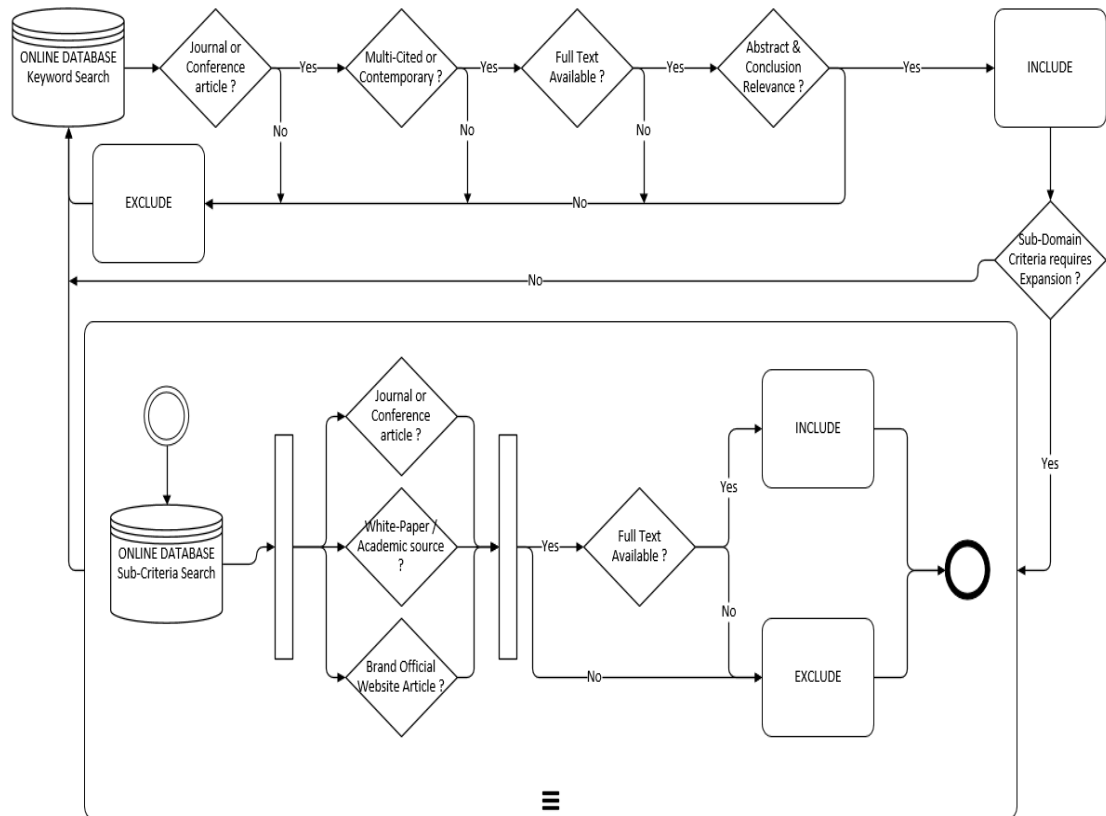 ONLINE DATABASE
Keyword Search
Journal or
Conference
article ?
Yes
Multi-Cited or
Contemporary ?
Yes
Full Text
Available ?
Yes
Abstract &
Conclusion
Relevance ?
Yes
INCLUDE
No
No
No
EXCLUDE
No
Sub-Domain
Criteria requires
Expansion ?
No
Yes
ONLINE DATABASE
Sub-Criteria Search
Journal or
Conference
article ?
White-Paper /
Academic source
?
Brand Official
Website Article ?
Yes
No
Full Text
Available ?
Yes
No
INCLUDE
EXCLUDE